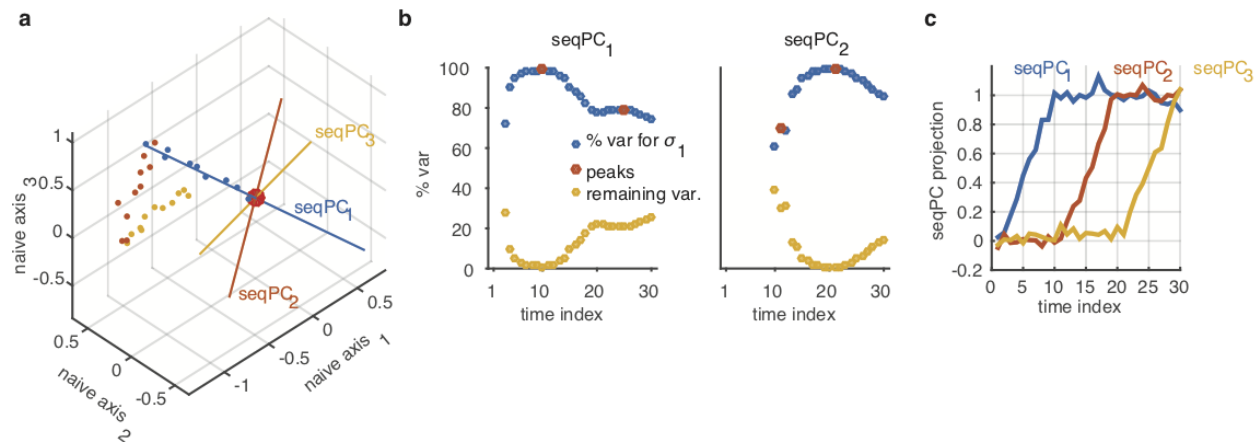 a
1
0.5
0
-0.5
naive axis 3
0.5
0
-0.5
naive axis 2
-1
-0.5
0
0.5
naive axis 1
seqPC3
seqPC1
seqPC2
b
seqPC1
100
80
60
40
20
0
% var
1 10 20 30
time index
% var for σ1
peaks
remaining var.
seqPC2
1 10 20 30
time index
c
seqPC1 seqPC2 seqPC3
1
0.8
0.6
0.4
0.2
0
-0.2
seqPC projection
0 5 10 15 20 25 30
time index